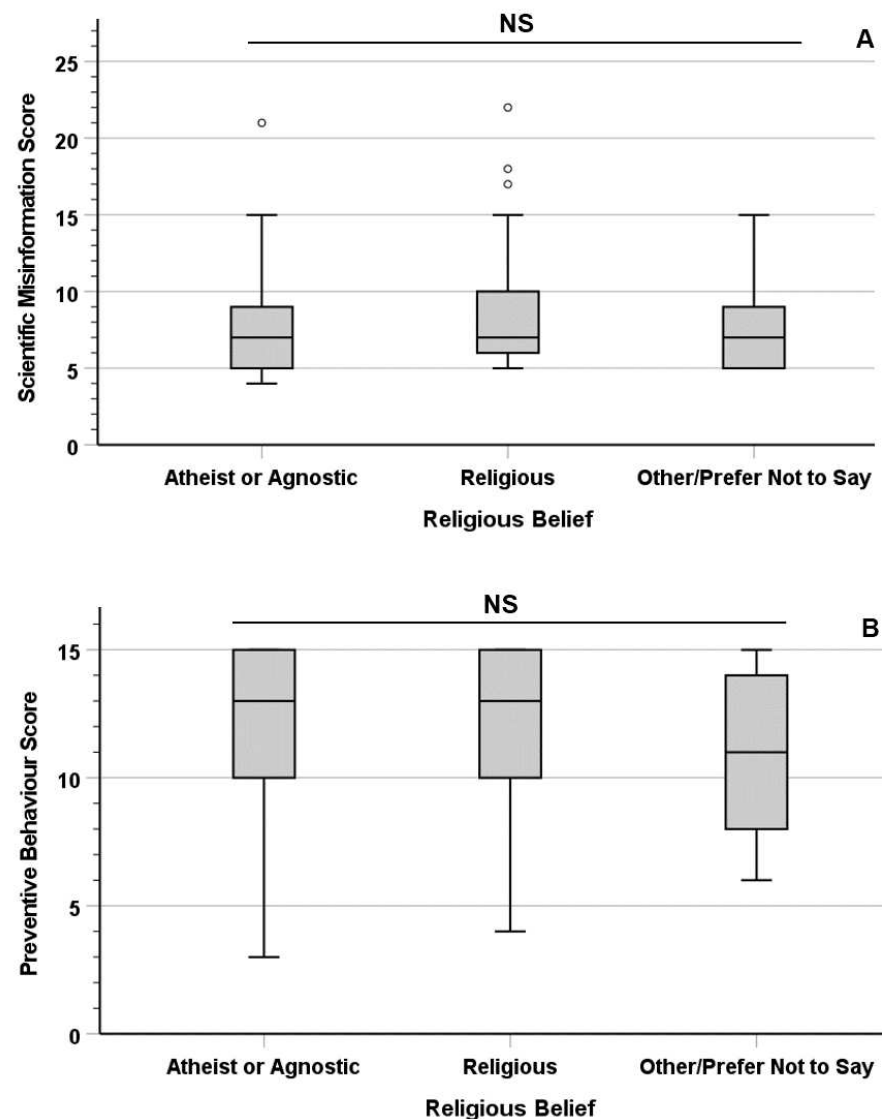 NS
A
25
20
15
10
5
0
Scientific Misinformation Score
Atheist or Agnostic
Religious
Other/Prefer Not to Say
Religious Belief
NS
B
15
10
5
0
Preventive Behaviour Score
Atheist or Agnostic
Religious
Other/Prefer Not to Say
Religious Belief